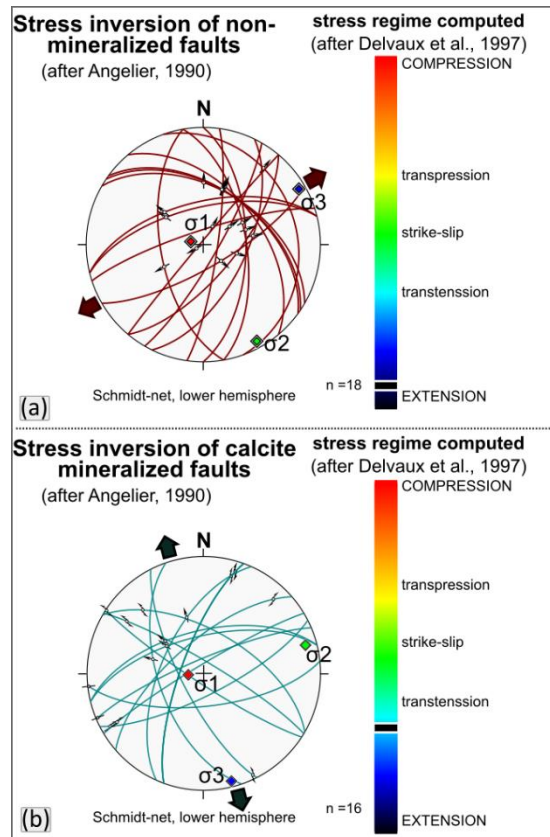 Stress inversion of non-
mineralized faults
(after Angelier, 1990)
stress regime computed
(after Delvaux et al., 1997)
COMPRESSION
transpression
strike-slip
transtenssion
EXTENSION
N
σ1
σ3
σ2
Schmidt-net, lower hemisphere
n =18
(a)
Stress inversion of calcite
mineralized faults
(after Angelier, 1990)
stress regime computed
(after Delvaux et al., 1997)
COMPRESSION
transpression
strike-slip
transtenssion
EXTENSION
N
σ2
σ1
σ3
Schmidt-net, lower hemisphere
n =16
(b)